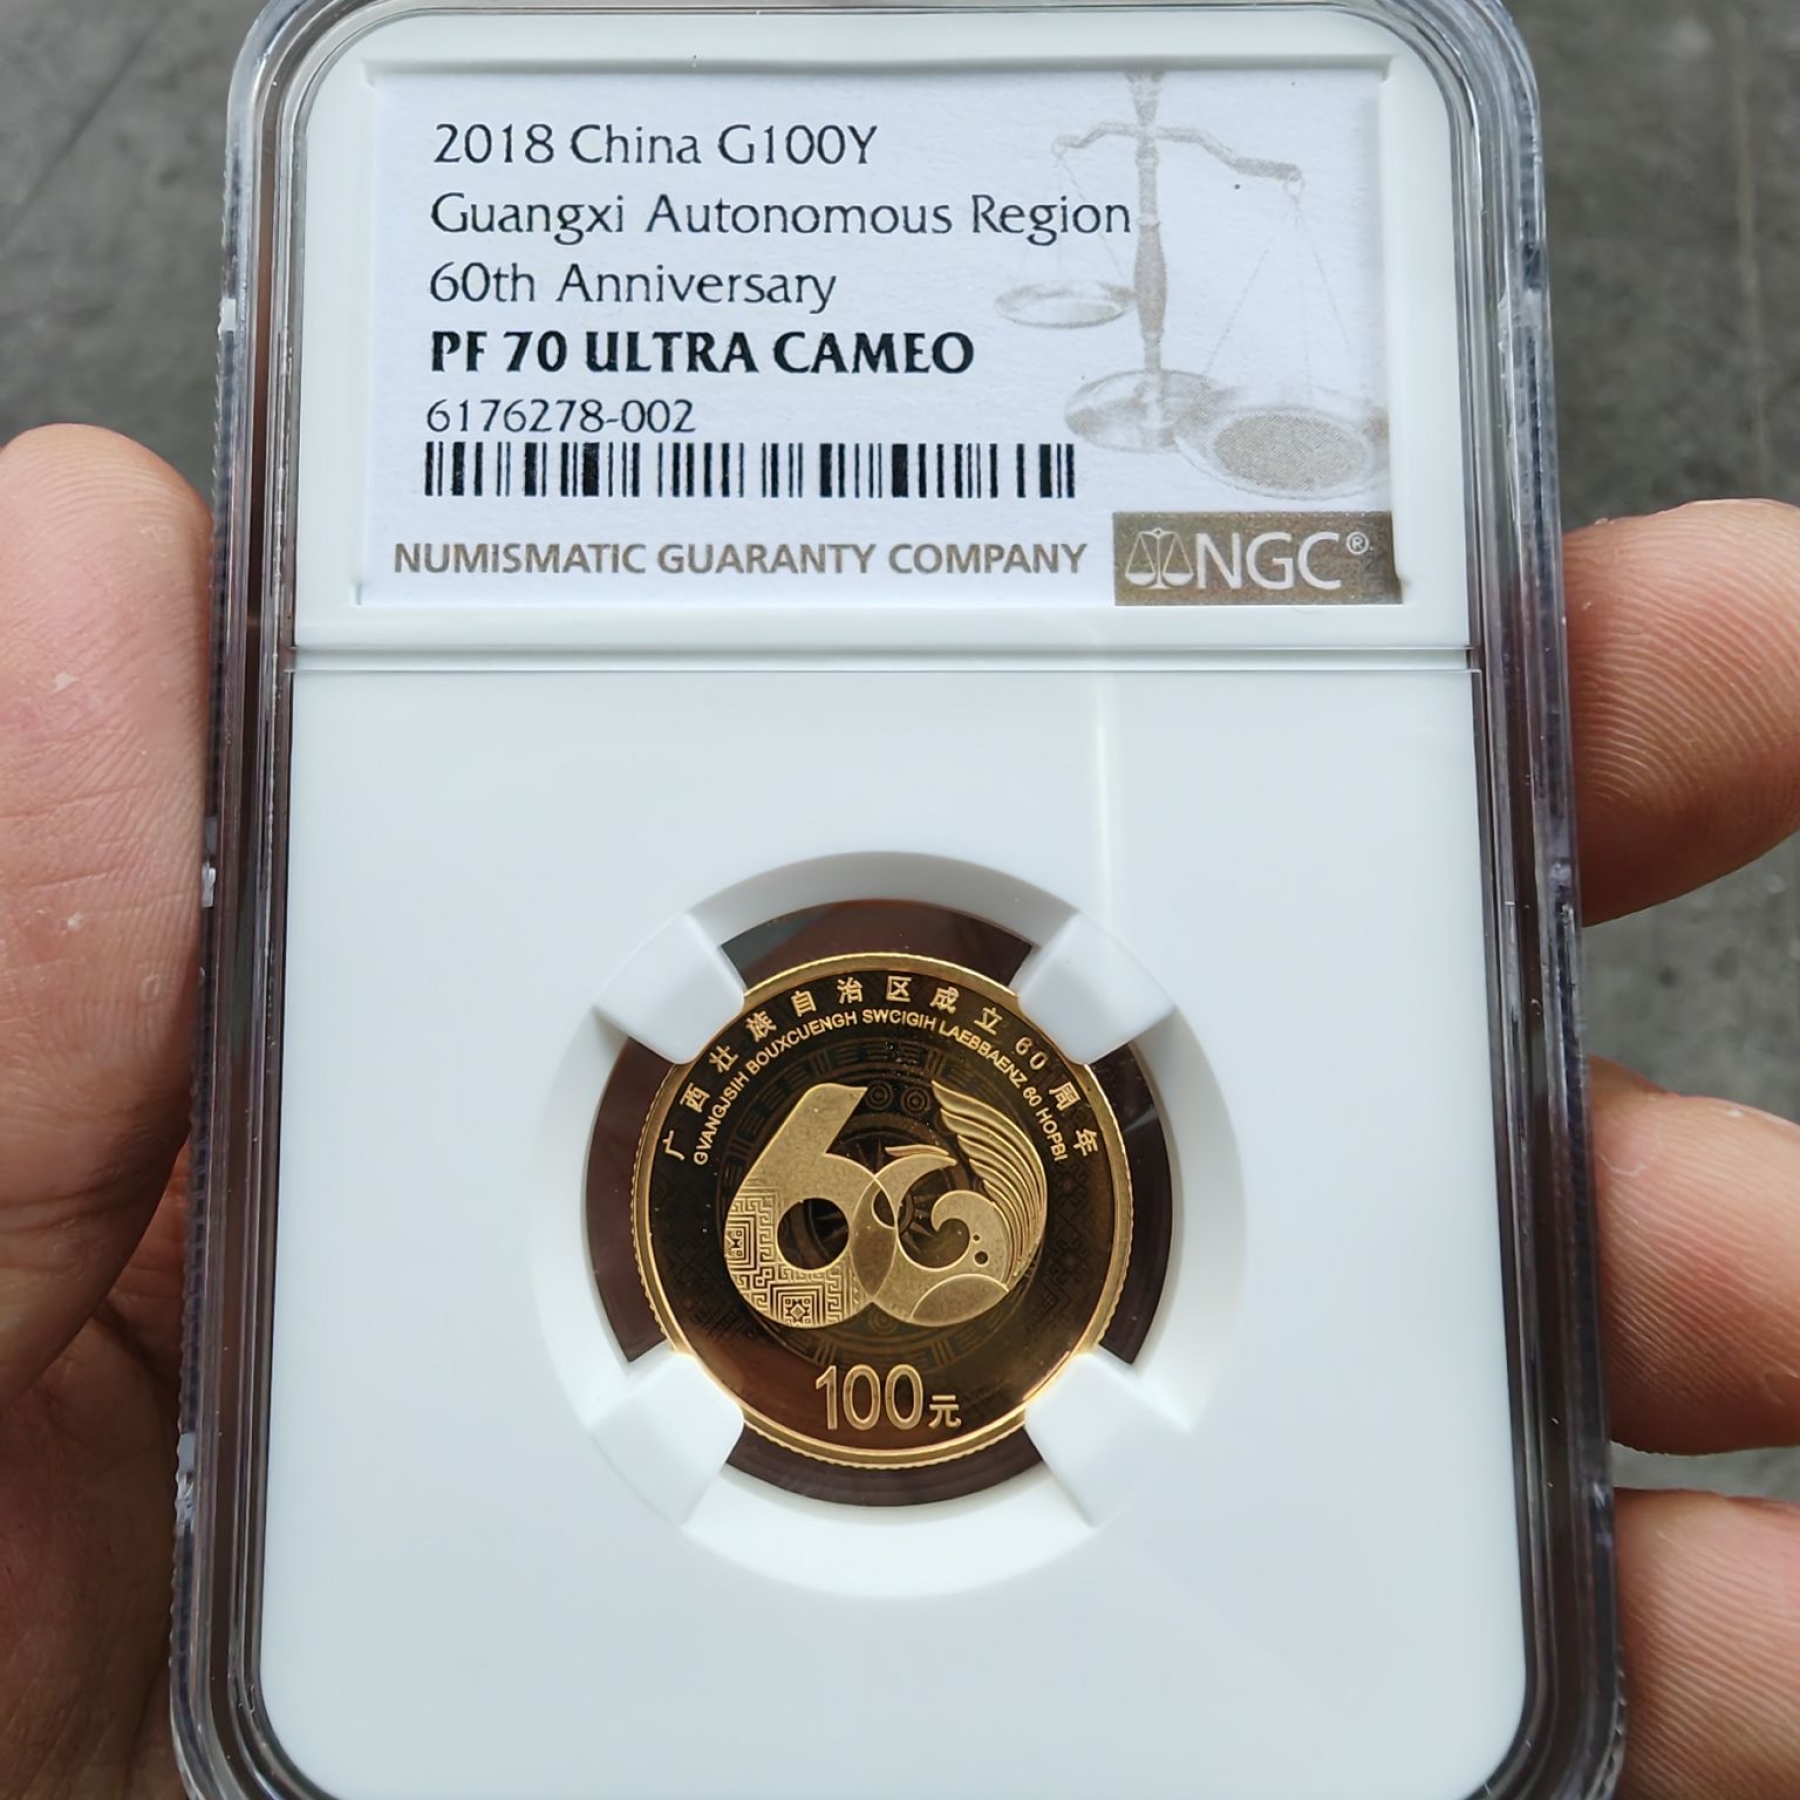 2018 China G100Y
Guangxi Autonomous Region
60th Anniversary
PF 70 ULTRA CAMEO
6176278-002
NUMISMATIC GUARANTY COMPANY
NGC®
广西壮族自治区成立60周年
GVANGJSIH BOUXCUENGH SWCIGIH LAEBBAENZ 60 HOPBI
60
100元